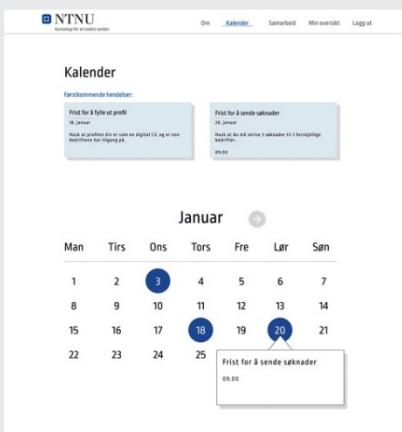 NTNU
Kunnskap for en bedre verden
Om Kalender Samarbeid Min oversikt Logg ut
Kalender
Førstkommende hendelser:
Frist for å fylle ut profil
18. januar
Husk at profilen din er som en digital CV, og er noe
bedriftene har tilgang på.
Frist for å sende søknader
20. januar
Husk at du må skrive 3 søknader til 3 forskjellige
bedrifter.
09.00
Januar
Man Tirs Ons Tors Fre Lør Søn
1 2 3 4 5 6 7
8 9 10 11 12 13 14
15 16 17 18 19 20 21
22 23 24 25
Frist for å sende søknader
09.00